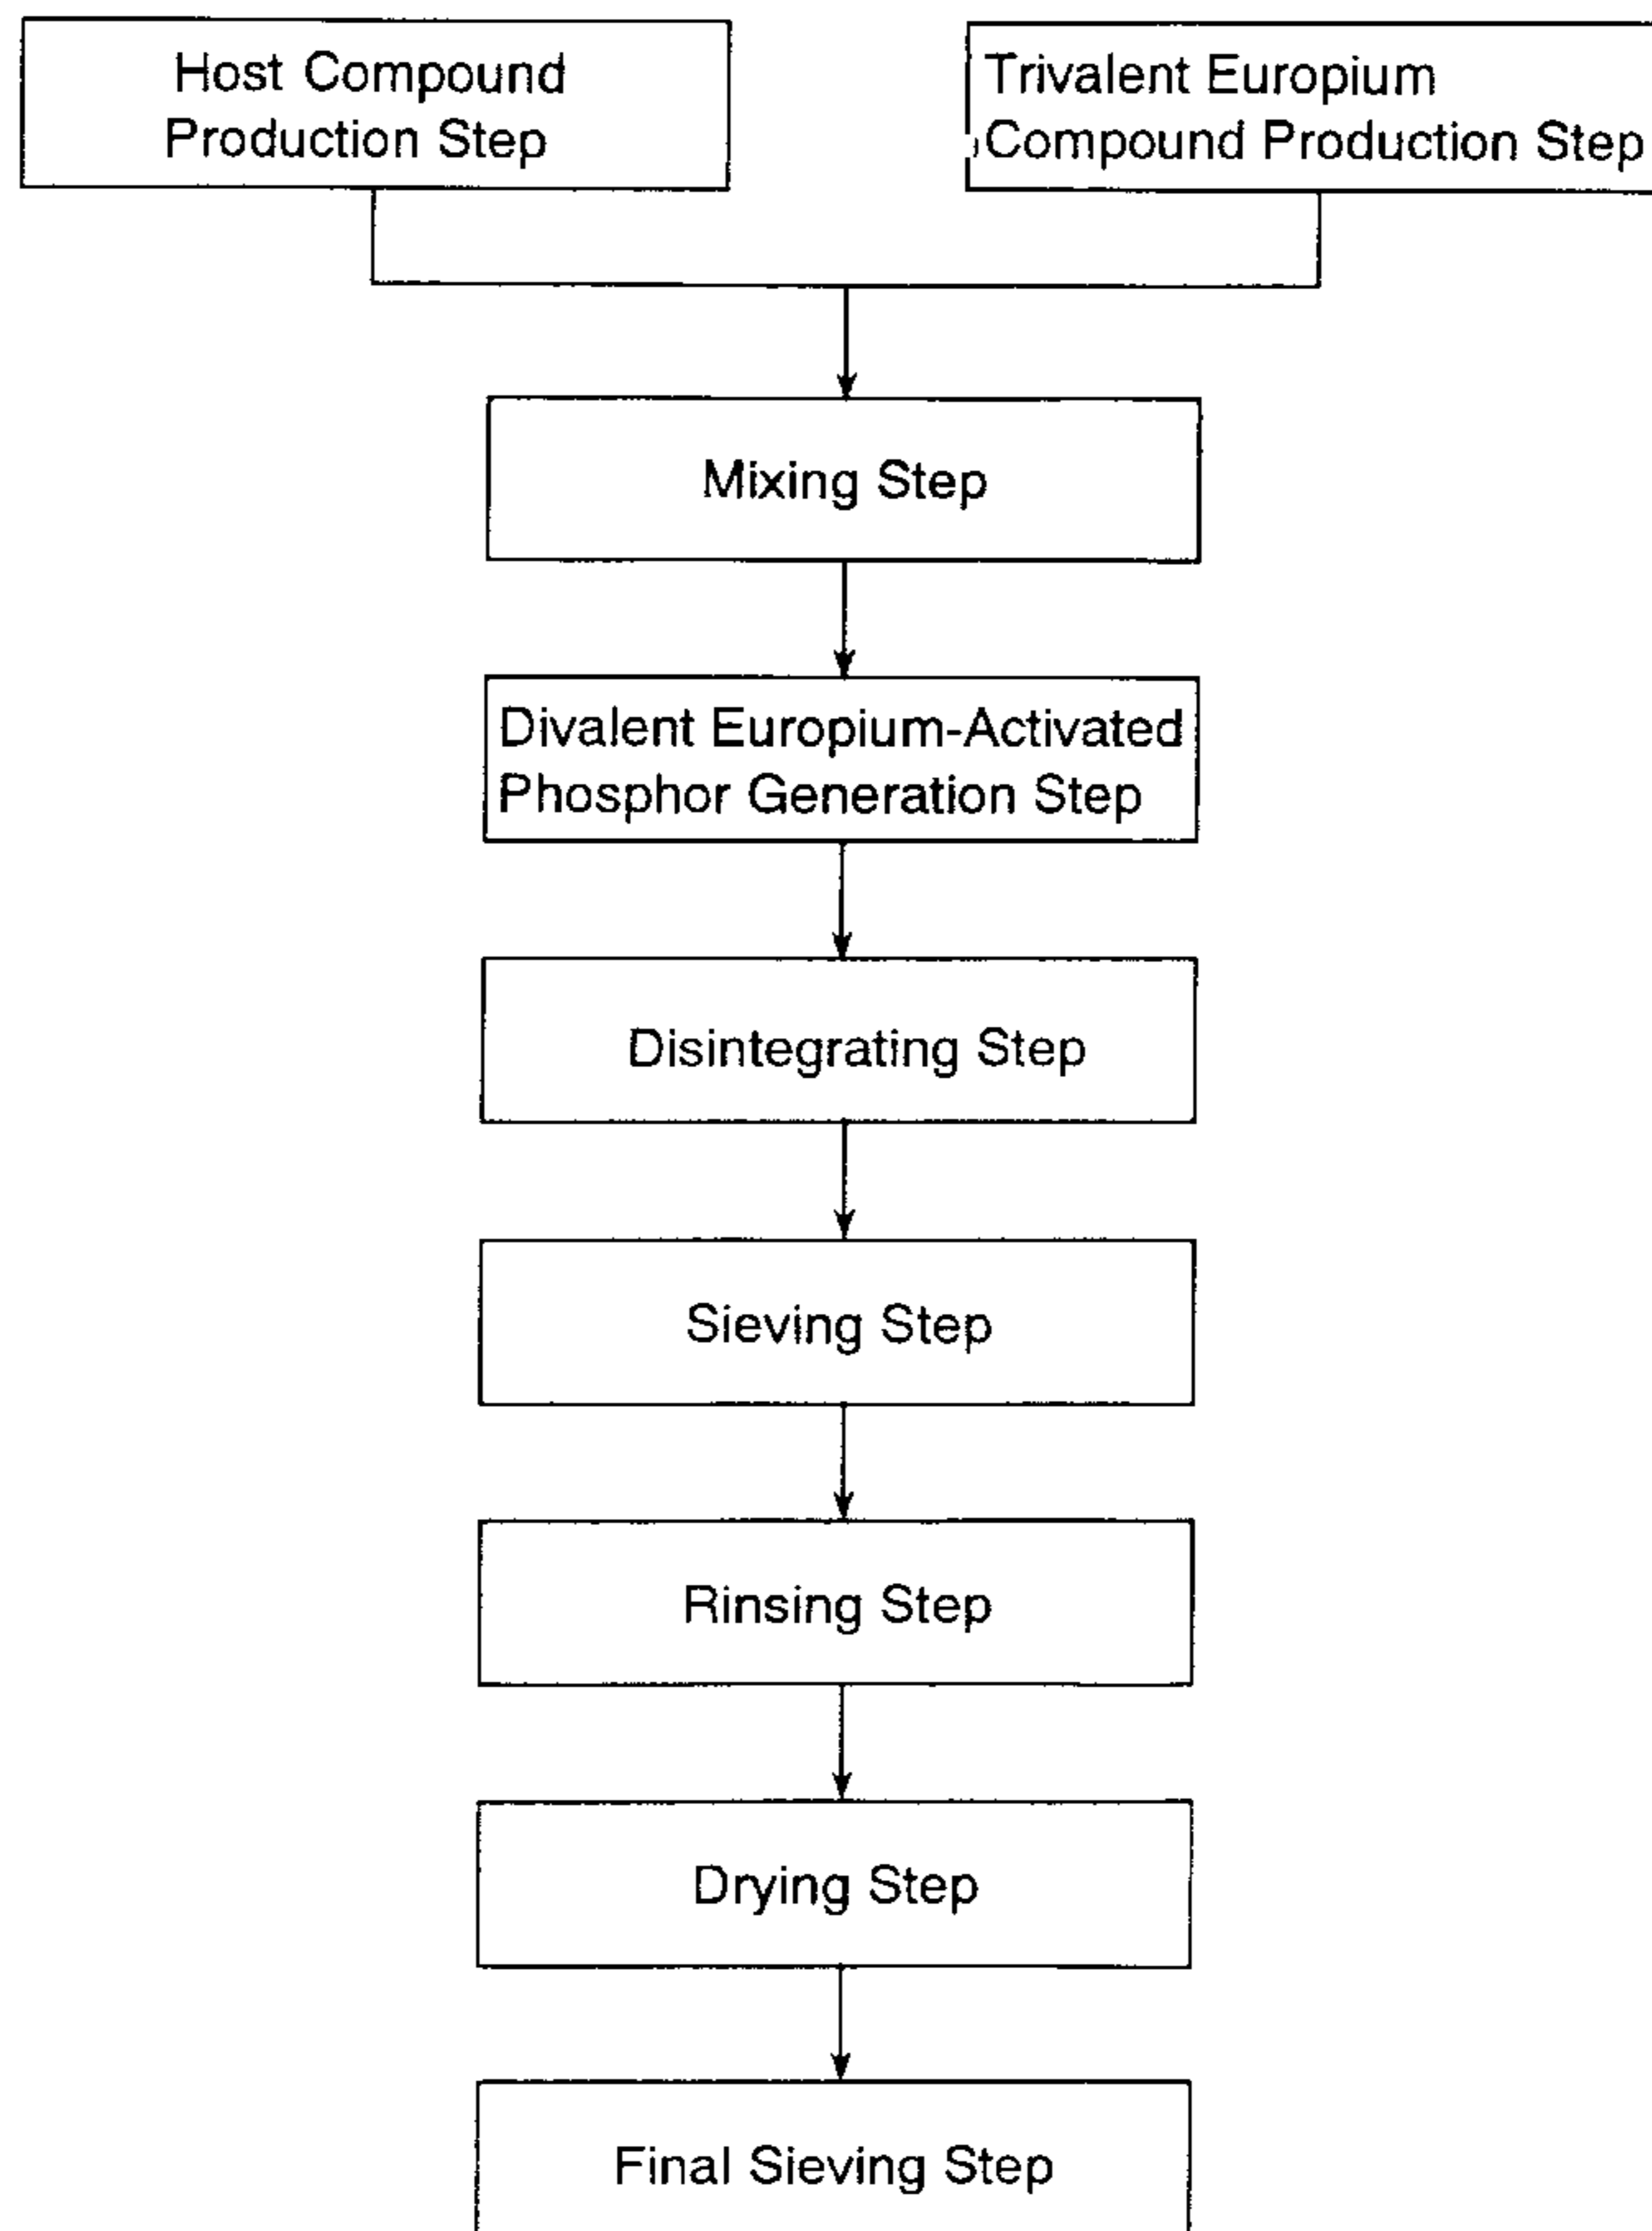 Host Compound
Production Step
Trivalent Europium
Compound Production Step
Mixing Step
Divalent Europium-Activated
Phosphor Generation Step
Disintegrating Step
Sieving Step
Rinsing Step
Drying Step
Final Sieving Step